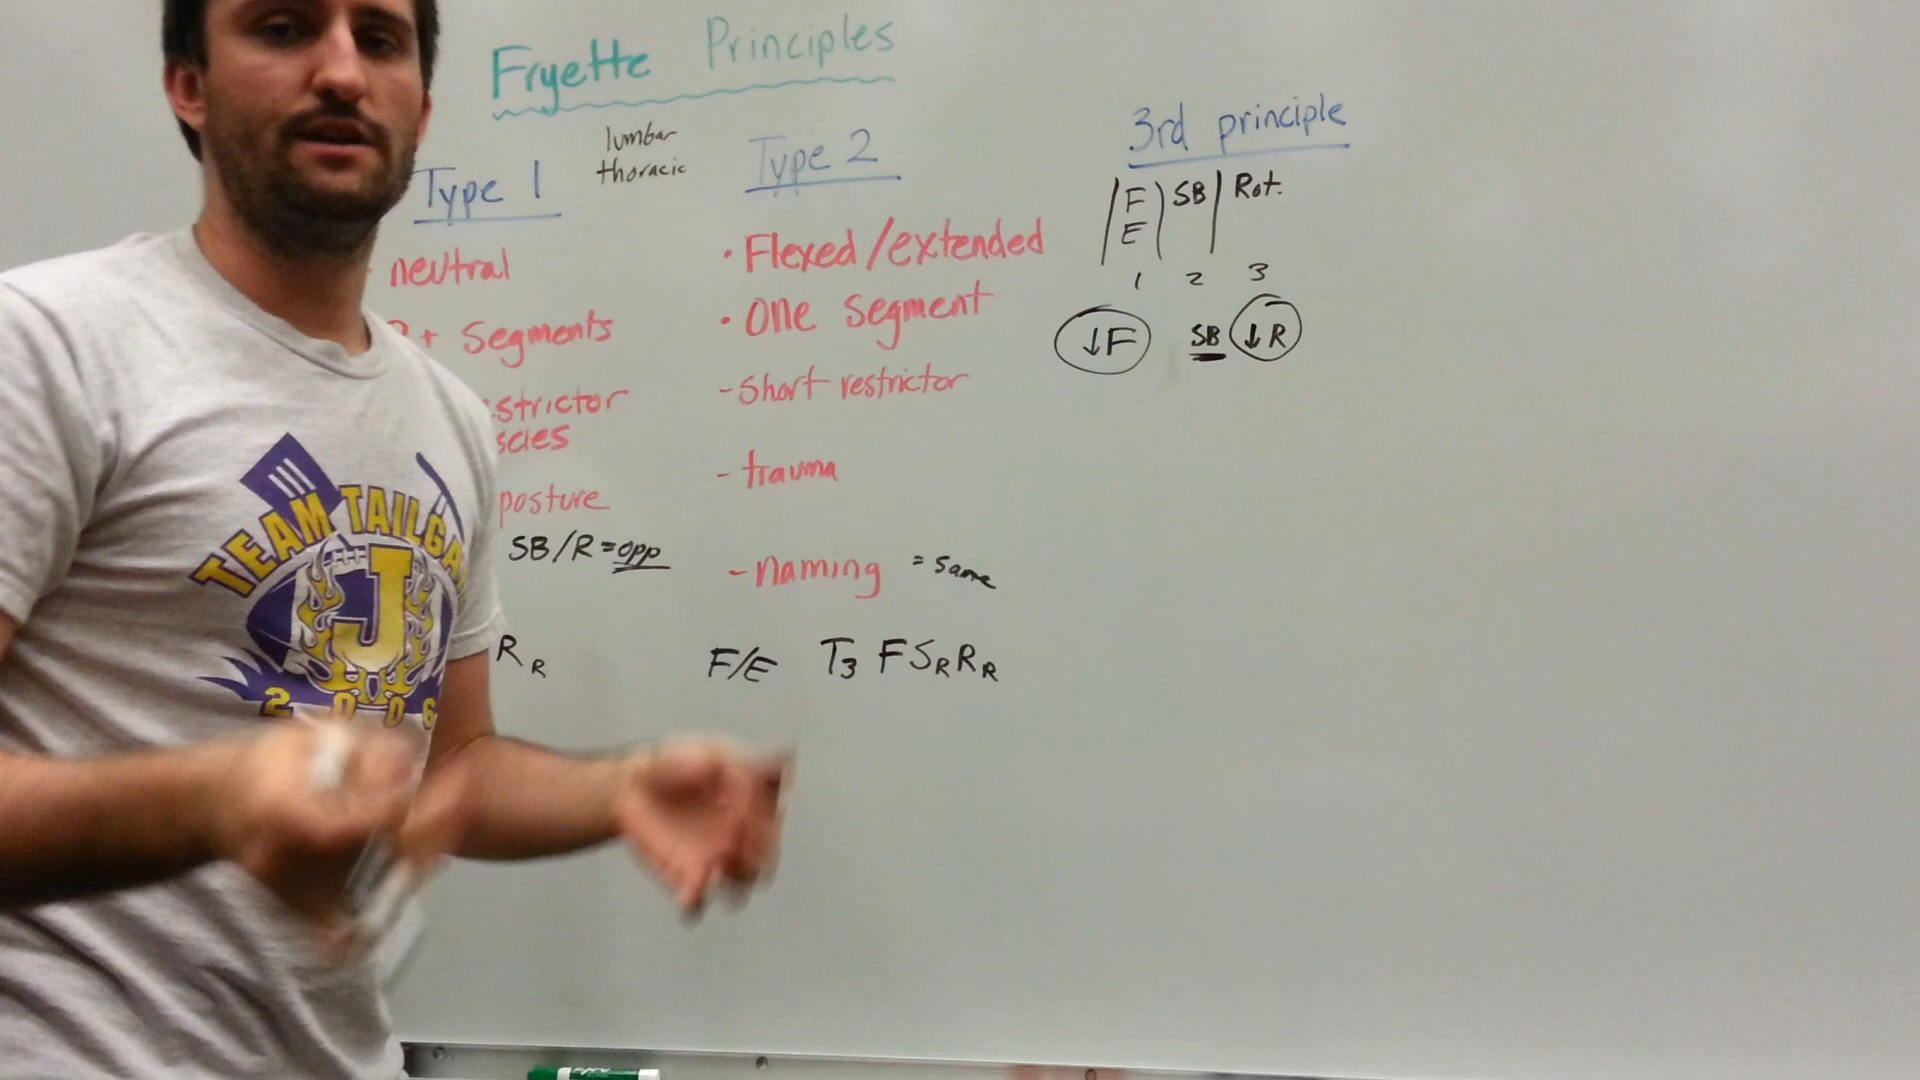 Fryette Principles
lumbar
thoracic
Type 1
neutral
+ Segments
strictor
scles
posture
SB/R = opp
R R
Type 2
• Flexed/extended
• One segment
- Short restrictor
- trauma
- naming = same
F/E T3 F SR RR
3rd principle
F SB Rot.
E
1 2 3
↓F SB ↓R
TEAM TAILGA
J
2006